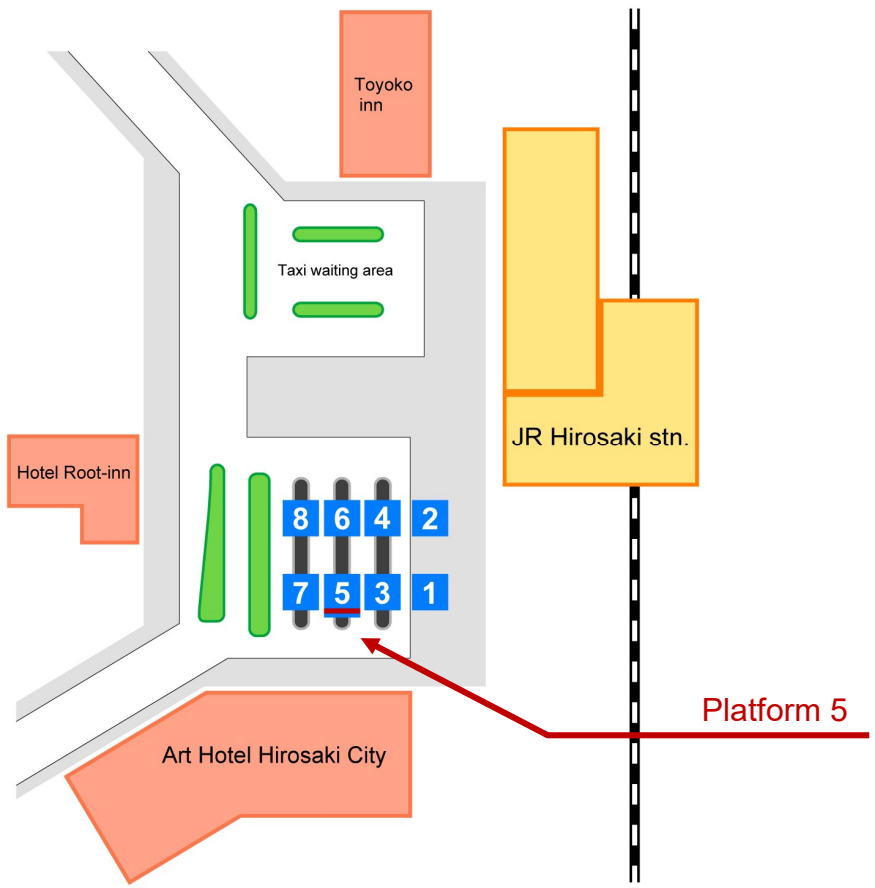 Toyoko
inn
Taxi waiting area
JR Hirosaki stn.
Hotel Root-inn
8 6 4 2
7 5 3 1
Platform 5
Art Hotel Hirosaki City